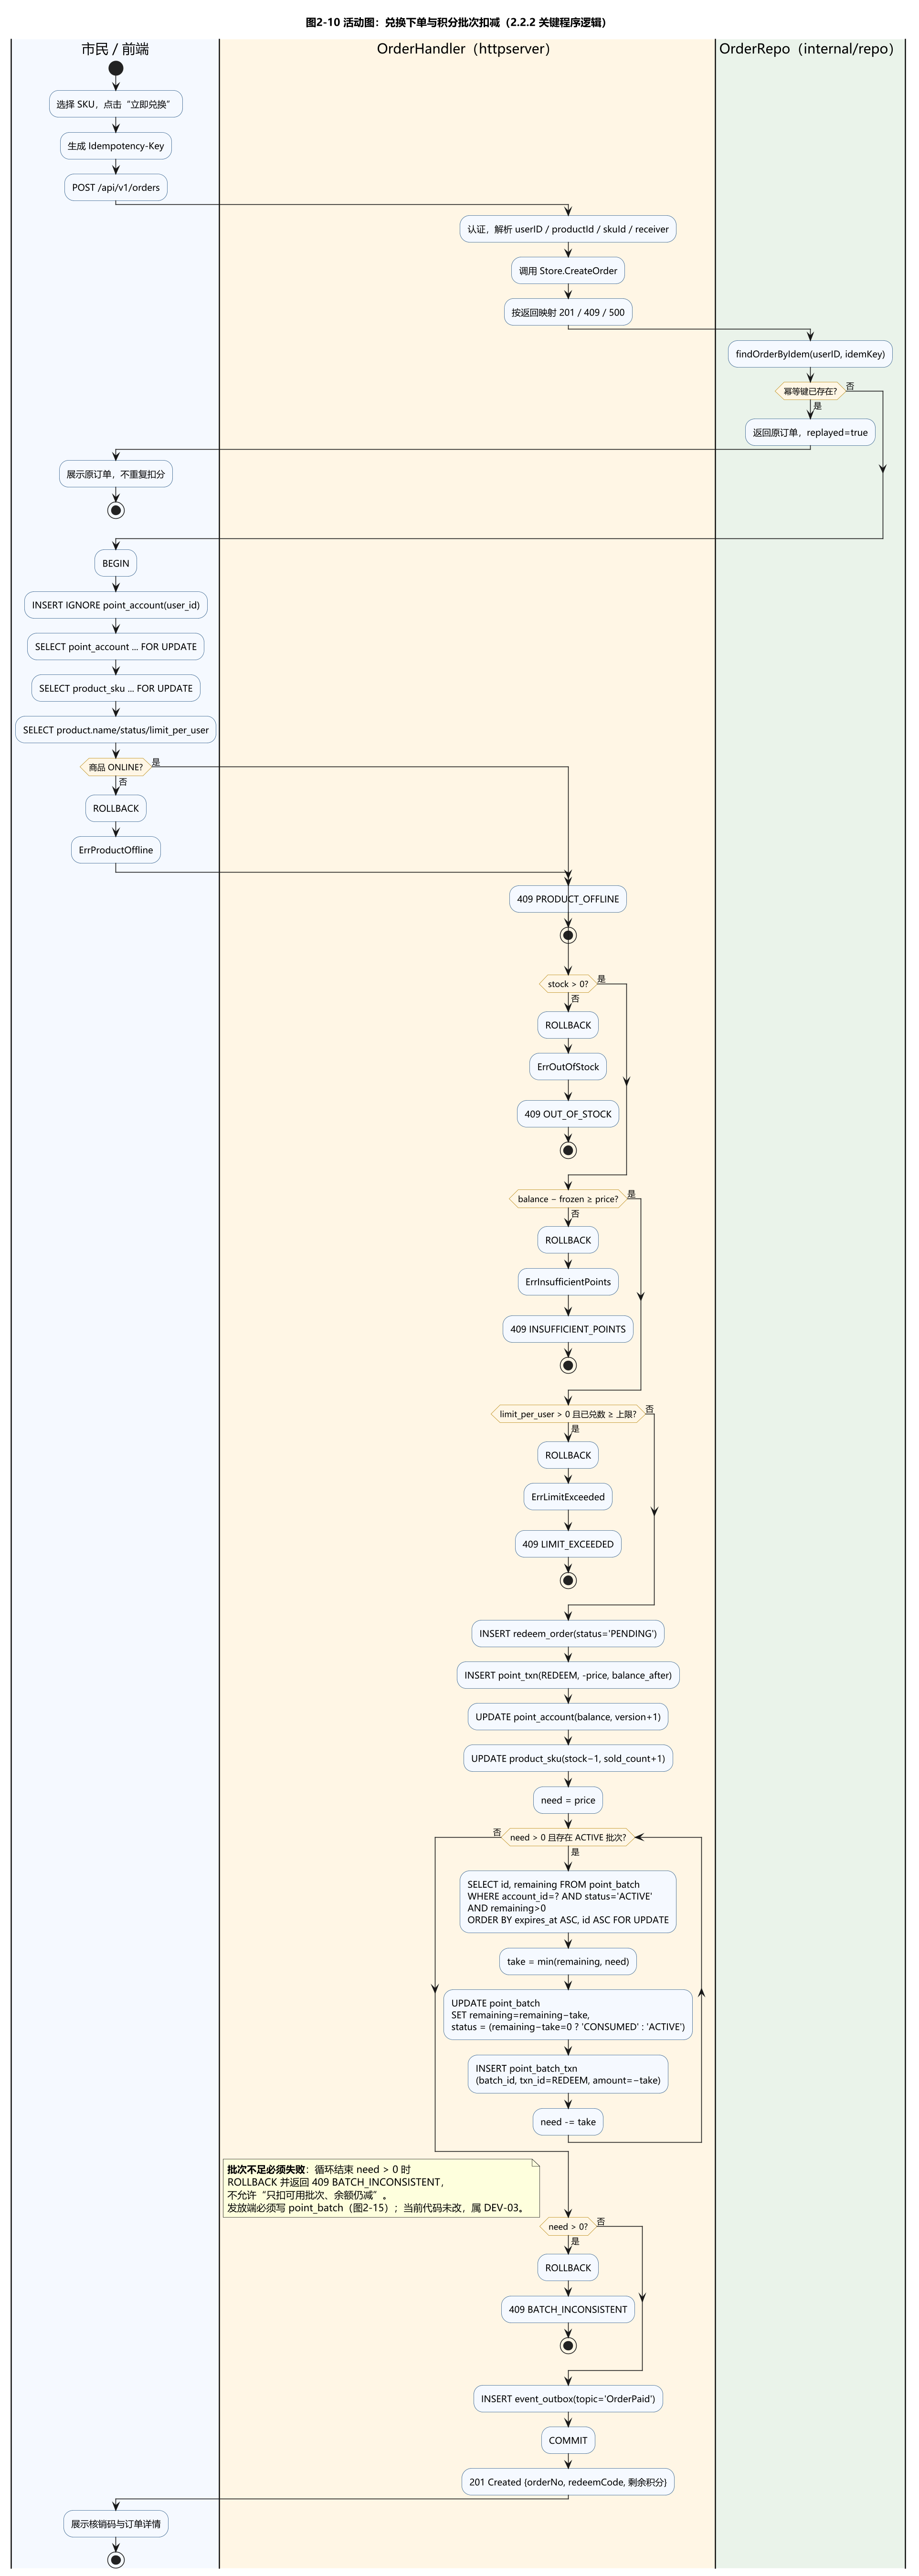 图2-10 活动图：兑换下单与积分批次扣减（2.2.2 关键程序逻辑）
市民 / 前端
OrderHandler（httpserver）
OrderRepo（internal/repo）
选择 SKU，点击“立即兑换”
生成 Idempotency-Key
POST /api/v1/orders
认证，解析 userID / productId / skuId / receiver
调用 Store.CreateOrder
按返回映射 201 / 409 / 500
findOrderByIdem(userID, idemKey)
幂等键已存在?
否
是
返回原订单，replayed=true
展示原订单，不重复扣分
BEGIN
INSERT IGNORE point_account(user_id)
SELECT point_account ... FOR UPDATE
SELECT product_sku ... FOR UPDATE
SELECT product.name/status/limit_per_user
商品 ONLINE?
是
否
ROLLBACK
ErrProductOffline
409 PRODUCT_OFFLINE
stock > 0?
是
否
ROLLBACK
ErrOutOfStock
409 OUT_OF_STOCK
balance − frozen ≥ price?
是
否
ROLLBACK
ErrInsufficientPoints
409 INSUFFICIENT_POINTS
limit_per_user > 0 且已兑数 ≥ 上限?
否
是
ROLLBACK
ErrLimitExceeded
409 LIMIT_EXCEEDED
INSERT redeem_order(status='PENDING')
INSERT point_txn(REDEEM, -price, balance_after)
UPDATE point_account(balance, version+1)
UPDATE product_sku(stock−1, sold_count+1)
need = price
否
need > 0 且存在 ACTIVE 批次?
是
SELECT id, remaining FROM point_batch
WHERE account_id=? AND status='ACTIVE'
AND remaining>0
ORDER BY expires_at ASC, id ASC FOR UPDATE
take = min(remaining, need)
UPDATE point_batch
SET remaining=remaining−take,
status = (remaining−take=0 ? 'CONSUMED' : 'ACTIVE')
INSERT point_batch_txn
(batch_id, txn_id=REDEEM, amount=−take)
need -= take
批次不足必须失败：循环结束 need > 0 时
ROLLBACK 并返回 409 BATCH_INCONSISTENT，
不允许“只扣可用批次、余额仍减”。
发放端必须写 point_batch（图2-15）；当前代码未改，属 DEV-03。
need > 0?
否
是
ROLLBACK
409 BATCH_INCONSISTENT
INSERT event_outbox(topic='OrderPaid')
COMMIT
201 Created {orderNo, redeemCode, 剩余积分}
展示核销码与订单详情